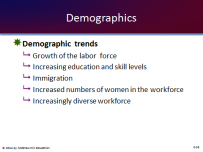 Demographics
Demographic trends
Growth of the labor force
Increasing education and skill levels
Immigration
Increased numbers of women in the workforce
Increasingly diverse workforce